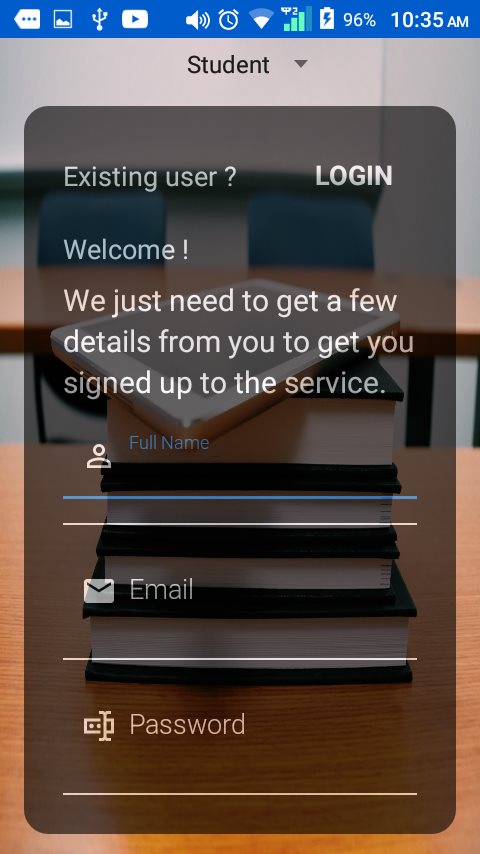 96% 10:35 AM
Student
Existing user ? LOGIN
Welcome !
We just need to get a few
details from you to get you
signed up to the service.
Full Name
Email
Password